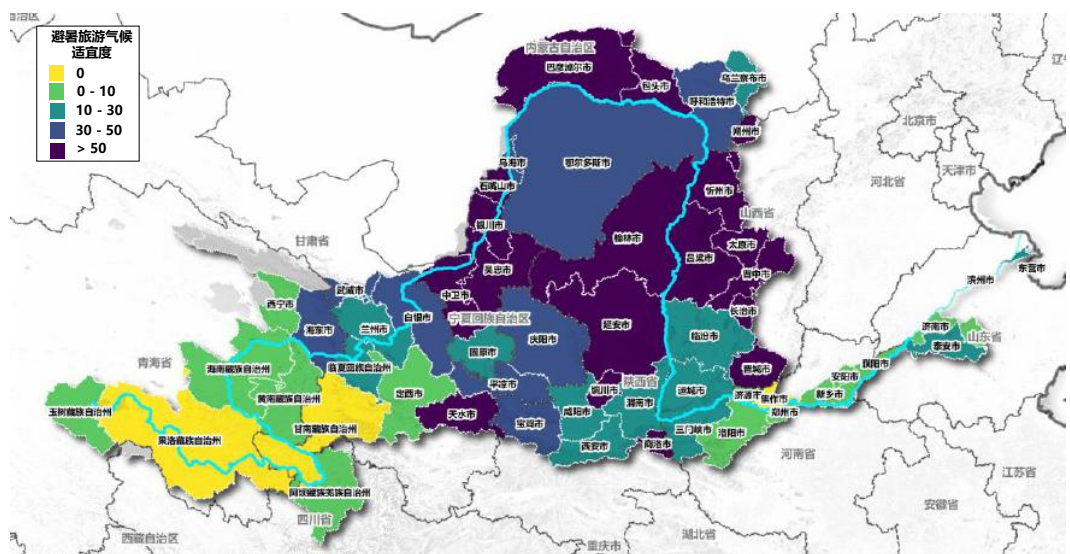 避暑旅游气候
适宜度
0
0 - 10
10 - 30
30 - 50
> 50
内蒙古自治区
巴彦淖尔市
包头市
乌兰察布市
呼和浩特市
朔州市
北京市
天津市
河北省
乌海市
鄂尔多斯市
石嘴山市
忻州市
银川市
山西省
榆林市
太原市
吕梁市
晋中市
甘肃省
吴忠市
中卫市
武威市
西宁市
海东市
兰州市
白银市
宁夏回族自治区
长治市
延安市
滨州市
东营市
济南市
山东省
泰安市
庆阳市
固原市
临汾市
青海省
海南藏族自治州
临夏回族自治州
平凉市
定西市
黄南藏族自治州
铜川市
陕西省
晋城市
濮阳市
安阳市
新乡市
济源市
焦作市
郑州市
玉树藏族自治州
果洛藏族自治州
甘南藏族自治州
天水市
宝鸡市
咸阳市
渭南市
运城市
西安市
商洛市
三门峡市
洛阳市
河南省
阿坝藏族羌族自治州
四川省
西藏自治区
重庆市
湖北省
安徽省
江苏省